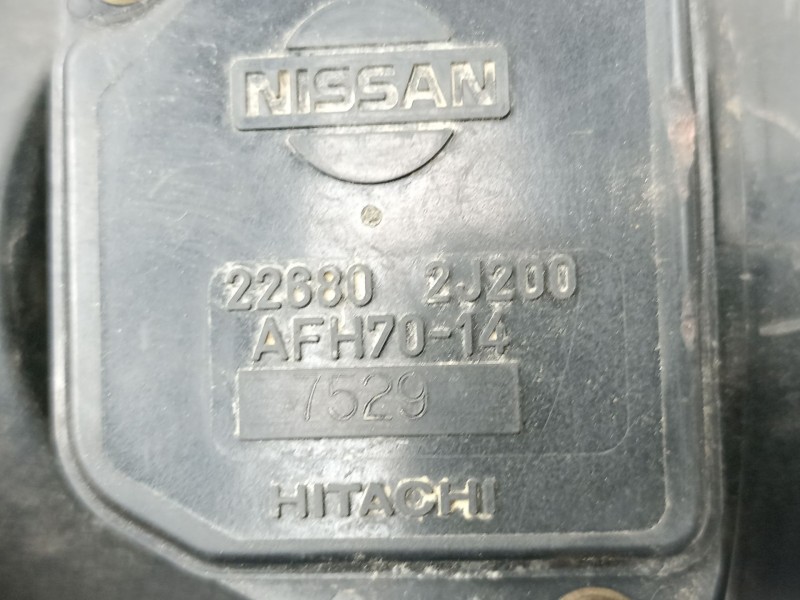 NISSAN
22680 2J200
AFH70-14
7529
HITACHI